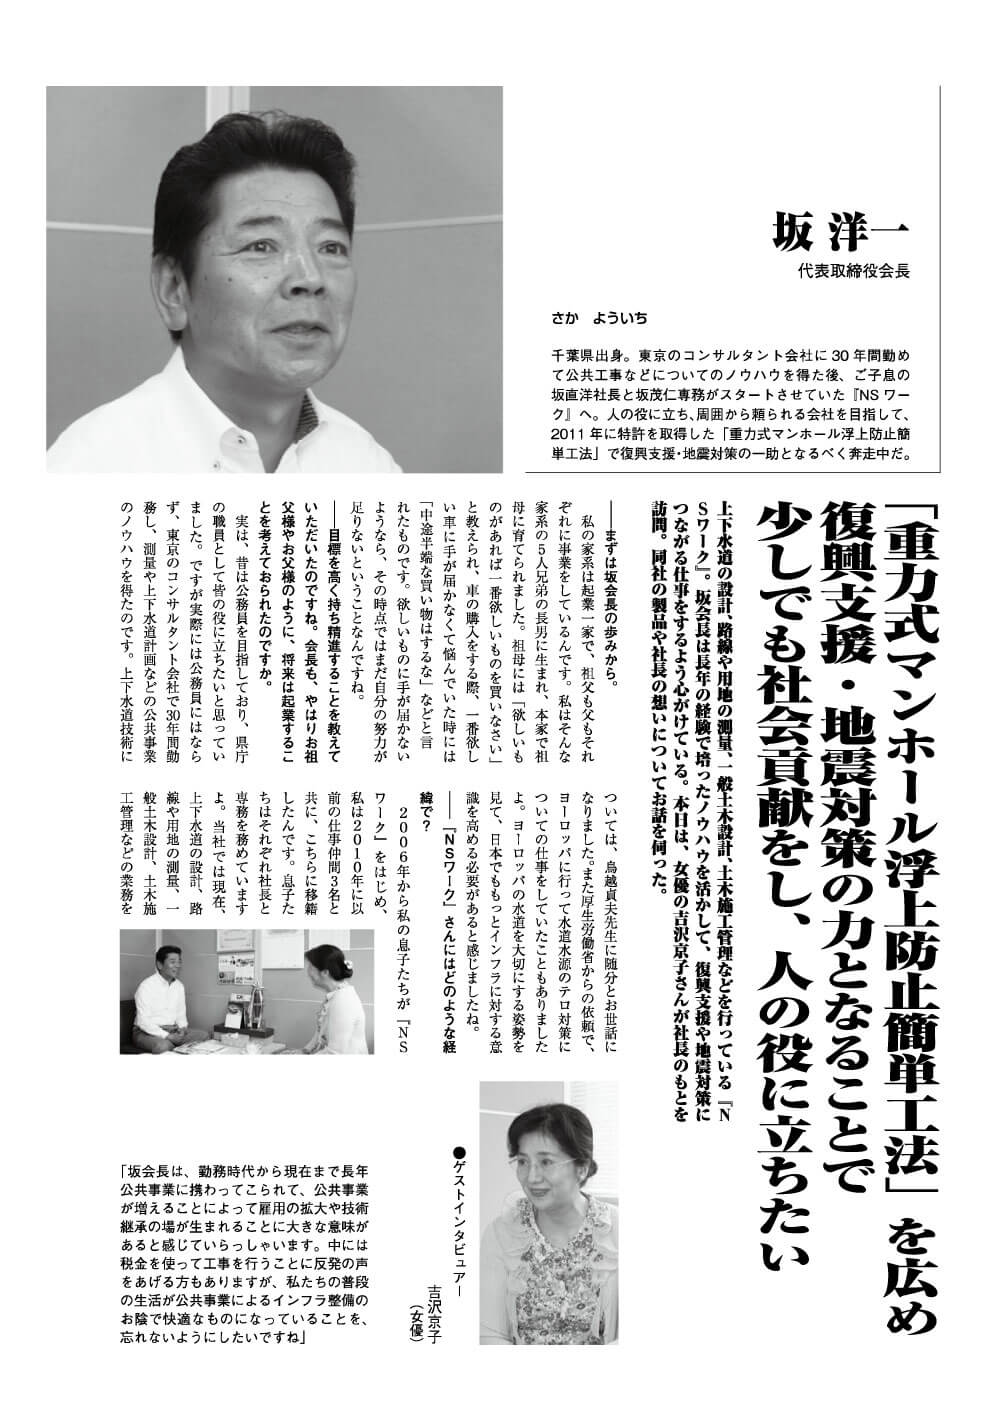 坂 洋一
代表取締役会長
さか　よういち
千葉県出身。東京のコンサルタント会社に30年間勤め
て公共工事などについてのノウハウを得た後、ご子息の
坂直洋社長と坂茂仁専務がスタートさせていた『NSワー
ク』へ。人の役に立ち、周囲から頼られる会社を目指して、
2011年に特許を取得した「重力式マンホール浮上防止簡
単工法」で復興支援・地震対策の一助となるべく奔走中だ。
「重力式マンホール浮上防止簡単工法」を広め
復興支援・地震対策の力となることで
少しでも社会貢献をし、人の役に立ちたい
上下水道の設計、路線や用地の測量、一般土木設計、土木施工管理などを行っている『N
Sワーク』。坂会長は長年の経験で培ったノウハウを活かして、復興支援や地震対策に
つながる仕事をするよう心がけている。本日は、女優の吉沢京子さんが社長のもとを
訪問。同社の製品や社長の想いについてお話を伺った。
――まずは坂会長の歩みから。
　私の家系は起業一家で、祖父も父もそれ
ぞれに事業をしているんです。私はそんな
家系の5人兄弟の長男に生まれ、本家で祖
母に育てられました。祖母には「欲しいも
のがあれば一番欲しいものを買いなさい」
と教えられ、車の購入をする際、一番欲し
い車に手が届かなくて悩んでいた時には
「中途半端な買い物はするな」などと言
れたものです。欲しいものに手が届かない
ようなら、その時点ではまだ自分の努力が
足りないということなんですね。
――目標を高く持ち精進することを教えて
いただいたのですね。会長も、やはりお祖
父様やお父様のように、将来は起業するこ
とを考えておられたのですか。
　実は、昔は公務員を目指しており、県庁
の職員として皆の役に立ちたいと思ってい
ました。ですが実際には公務員にはなら
ず、東京のコンサルタント会社で30年間勤
務し、測量や上下水道計画などの公共事業
のノウハウを得たのです。上下水道技術に
ついては、鳥越貞夫先生に随分とお世話に
なりました。また厚生労働省からの依頼で、
ヨーロッパに行って水道水源のテロ対策に
ついての仕事をしていたこともありました
よ。ヨーロッパの水道を大切にする姿勢を
見て、日本でももっとインフラに対する意
識を高める必要があると感じましたね。
――『NSワーク』さんにはどのような経
緯で？
　2006年から私の息子たちが『NS
ワーク』をはじめ、
私は2010年に以
前の仕事仲間3名と
共に、こちらに移籍
したんです。息子た
ちはそれぞれ社長と
専務を務めています
よ。当社では現在、
上下水道の設計、路
線や用地の測量、一
般土木設計、土木施
工管理などの業務を
●ゲストインタビュアー
吉沢京子
（女優）
「坂会長は、勤務時代から現在まで長年
公共事業に携わってこられて、公共事業
が増えることによって雇用の拡大や技術
継承の場が生まれることに大きな意味が
あると感じていらっしゃいます。中には
税金を使って工事を行うことに反発の声
をあげる方もありますが、私たちの普段
の生活が公共事業によるインフラ整備の
お陰で快適なものになっていることを、
忘れないようにしたいですね」